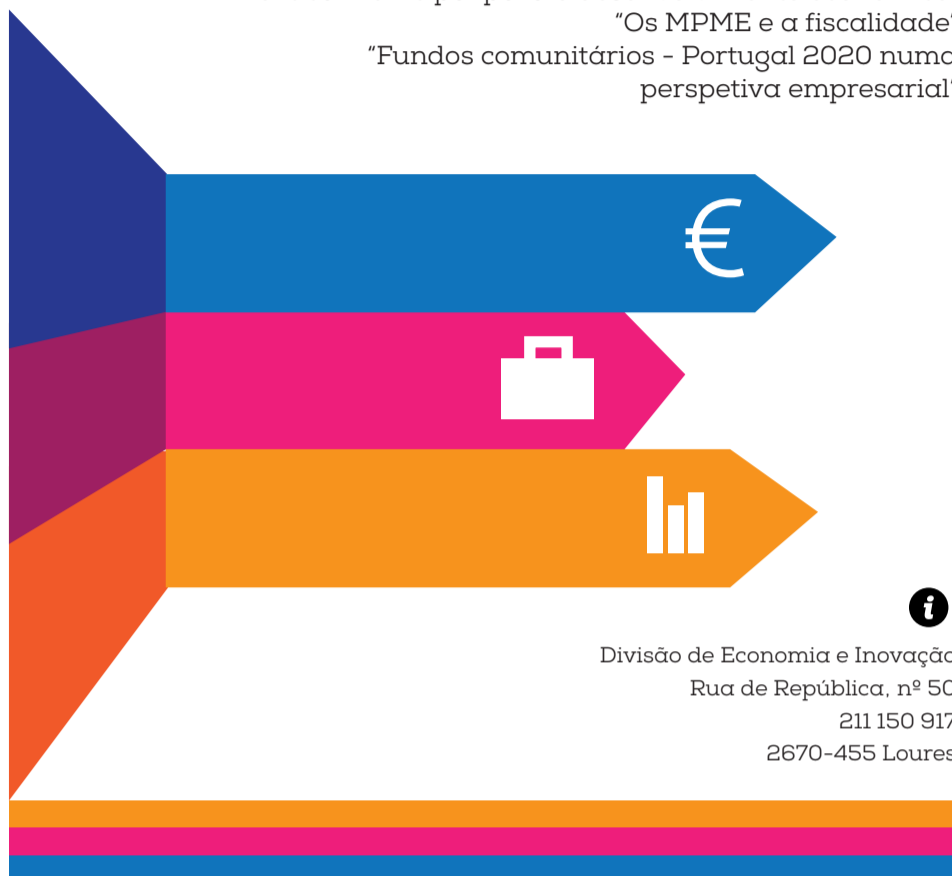 “Os MPME e a fiscalidade”
“Fundos comunitários - Portugal 2020 numa
perspetiva empresarial”
€
i
Divisão de Economia e Inovação
Rua de República, nº 50
211 150 917
2670-455 Loures